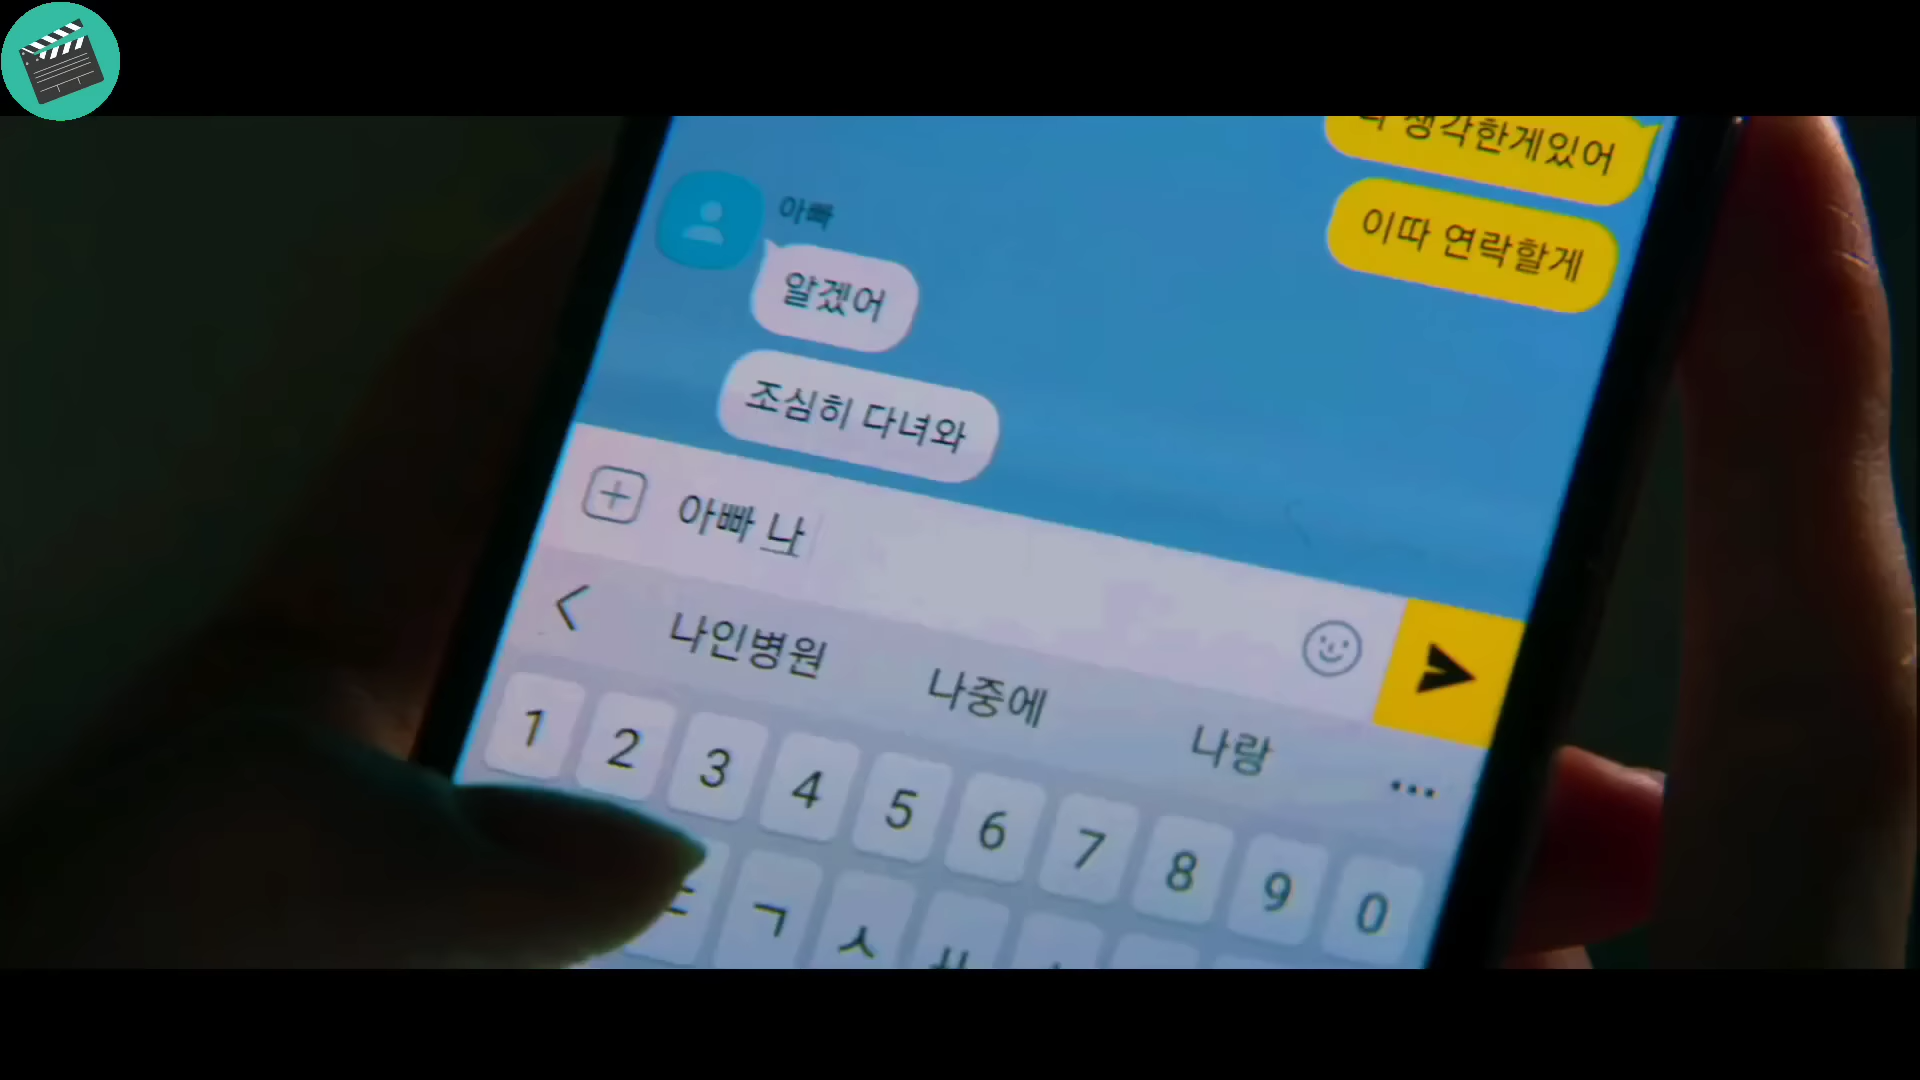 생각한게있어
이따 연락할게
아빠
알겠어
조심히 다녀와
아빠 나
나인병원 나중에 나랑 ...
1 2 3 4 5 6 7 8 9 0
ㄷ ㄱ ㅅ ㅛ